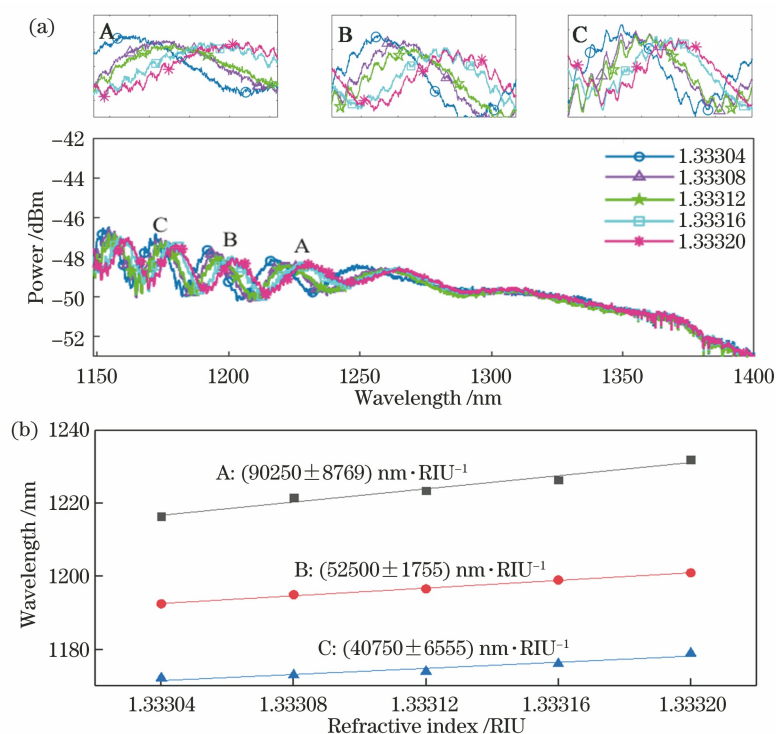 (a)
A
B
C
−42
−44
−46
−48
−50
−52
Power /dBm
C
B
A
1.33304
1.33308
1.33312
1.33316
1.33320
1150
1200
1250
1300
1350
1400
Wavelength /nm
(b)
1240
1220
1200
1180
Wavelength /nm
A: (90250±8769) nm·RIU⁻¹
B: (52500±1755) nm·RIU⁻¹
C: (40750±6555) nm·RIU⁻¹
1.33304
1.33308
1.33312
1.33316
1.33320
Refractive index /RIU